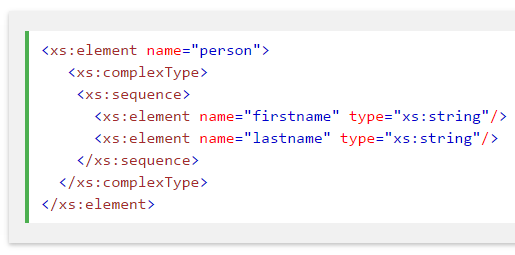 <xs:element name="person">
   <xs:complexType>
    <xs:sequence>
      <xs:element name="firstname" type="xs:string"/>
      <xs:element name="lastname" type="xs:string"/>
    </xs:sequence>
  </xs:complexType>
</xs:element>